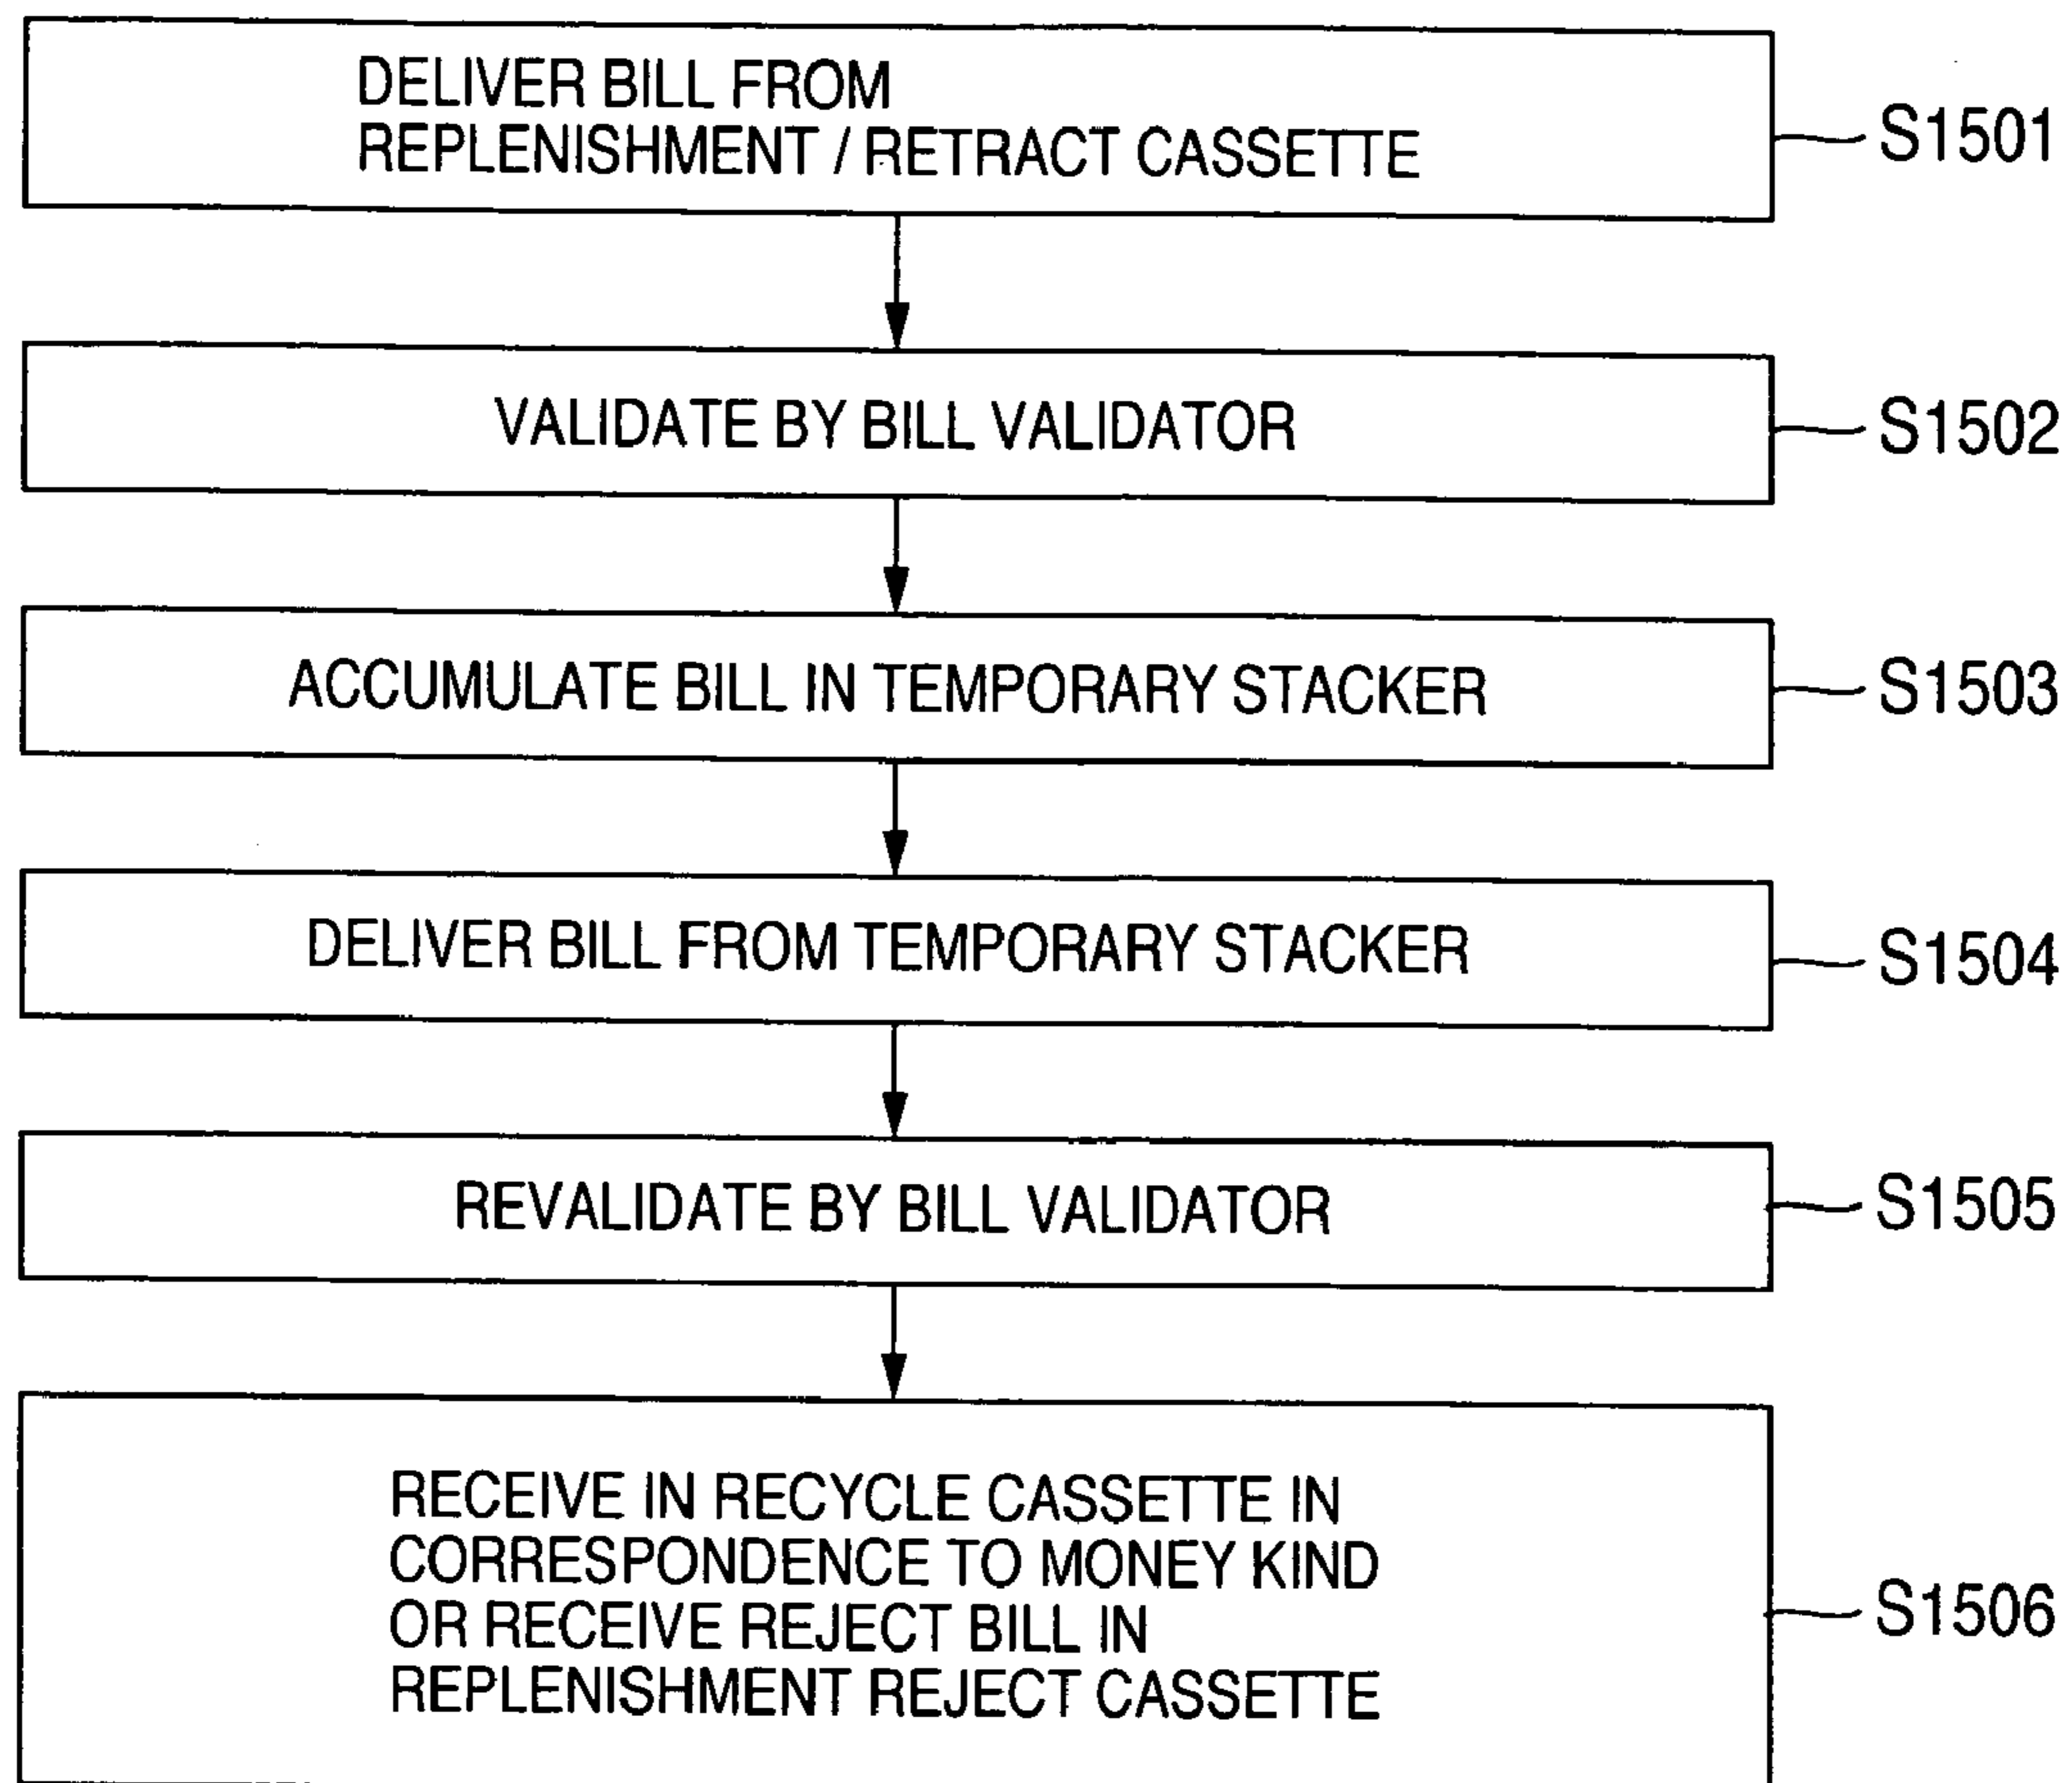 DELIVER BILL FROM
REPLENISHMENT / RETRACT CASSETTE
S1501
VALIDATE BY BILL VALIDATOR
S1502
ACCUMULATE BILL IN TEMPORARY STACKER
S1503
DELIVER BILL FROM TEMPORARY STACKER
S1504
REVALIDATE BY BILL VALIDATOR
S1505
RECEIVE IN RECYCLE CASSETTE IN
CORRESPONDENCE TO MONEY KIND
OR RECEIVE REJECT BILL IN
REPLENISHMENT REJECT CASSETTE
S1506